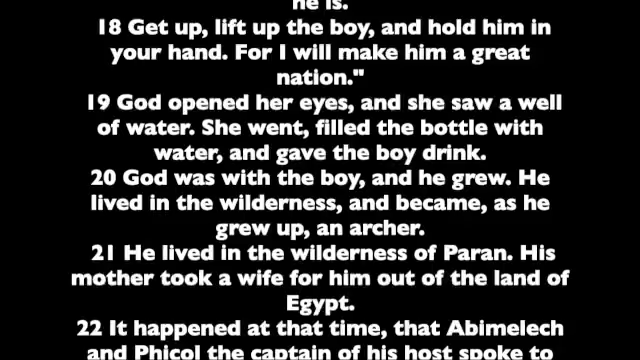 he is.
18 Get up, lift up the boy, and hold him in
your hand. For I will make him a great
nation."
19 God opened her eyes, and she saw a well
of water. She went, filled the bottle with
water, and gave the boy drink.
20 God was with the boy, and he grew. He
lived in the wilderness, and became, as he
grew up, an archer.
21 He lived in the wilderness of Paran. His
mother took a wife for him out of the land of
Egypt.
22 It happened at that time, that Abimelech
and Phicol the captain of his host spoke to